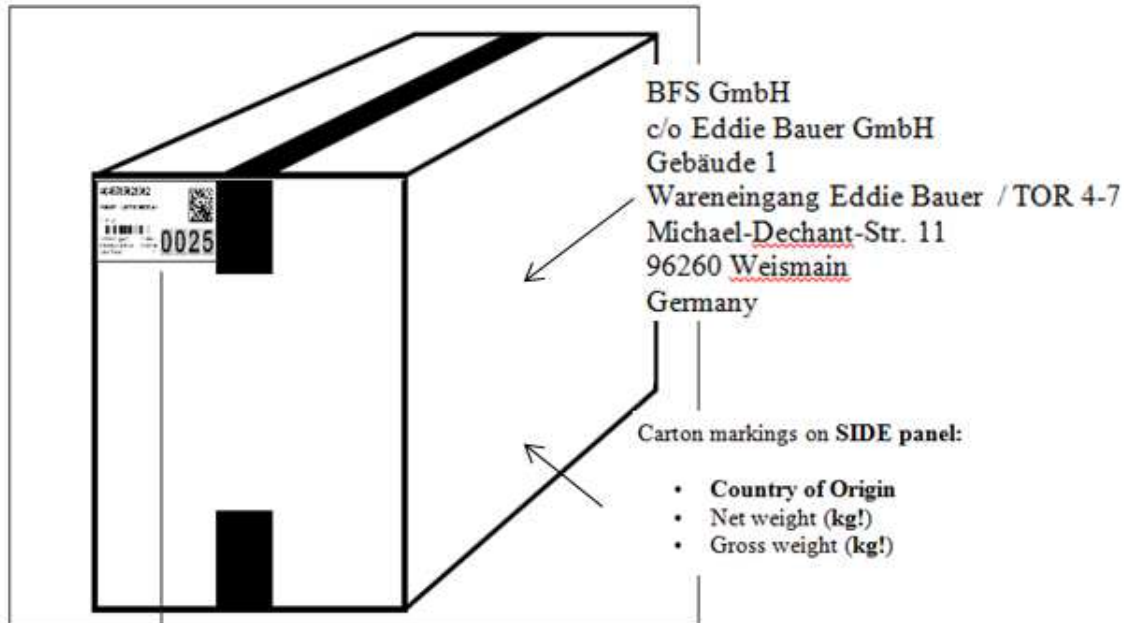 0025
BFS GmbH
c/o Eddie Bauer GmbH
Gebäude 1
Wareneingang Eddie Bauer / TOR 4-7
Michael-Dechant-Str. 11
96260 Weismain
Germany
Carton markings on SIDE panel:
• Country of Origin
• Net weight (kg!)
• Gross weight (kg!)